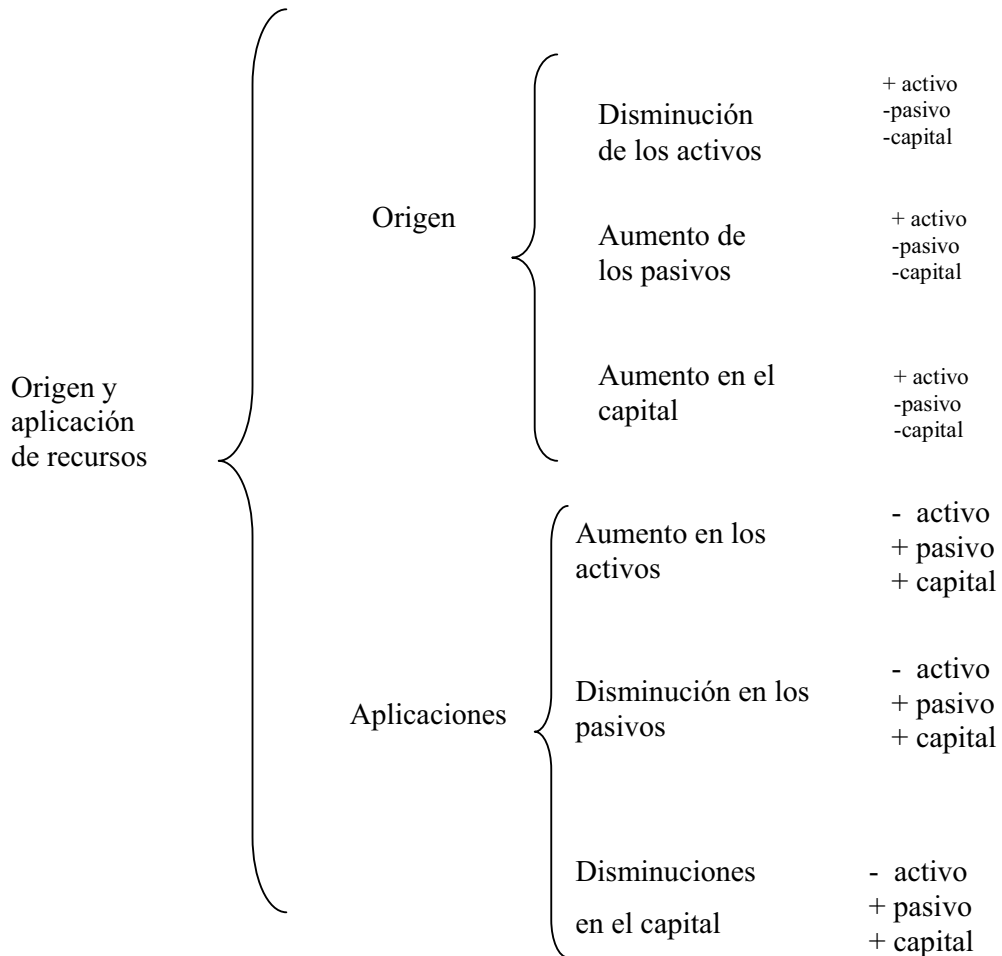 Origen y
aplicación
de recursos
Origen
Disminución
de los activos
+ activo
-pasivo
-capital
Aumento de
los pasivos
+ activo
-pasivo
-capital
Aumento en el
capital
+ activo
-pasivo
-capital
Aplicaciones
Aumento en los
activos
- activo
+ pasivo
+ capital
Disminución en los
pasivos
- activo
+ pasivo
+ capital
Disminuciones
en el capital
- activo
+ pasivo
+ capital